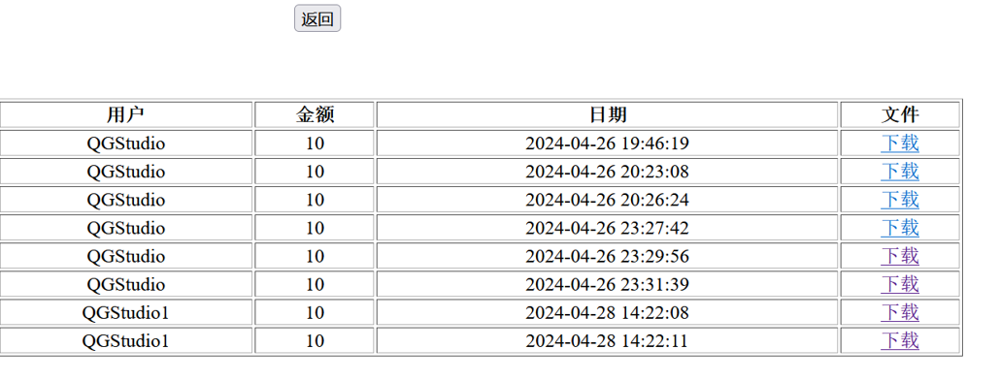 返回
用户 金额 日期 文件
QGStudio 10 2024-04-26 19:46:19 下载
QGStudio 10 2024-04-26 20:23:08 下载
QGStudio 10 2024-04-26 20:26:24 下载
QGStudio 10 2024-04-26 23:27:42 下载
QGStudio 10 2024-04-26 23:29:56 下载
QGStudio 10 2024-04-26 23:31:39 下载
QGStudio1 10 2024-04-28 14:22:08 下载
QGStudio1 10 2024-04-28 14:22:11 下载